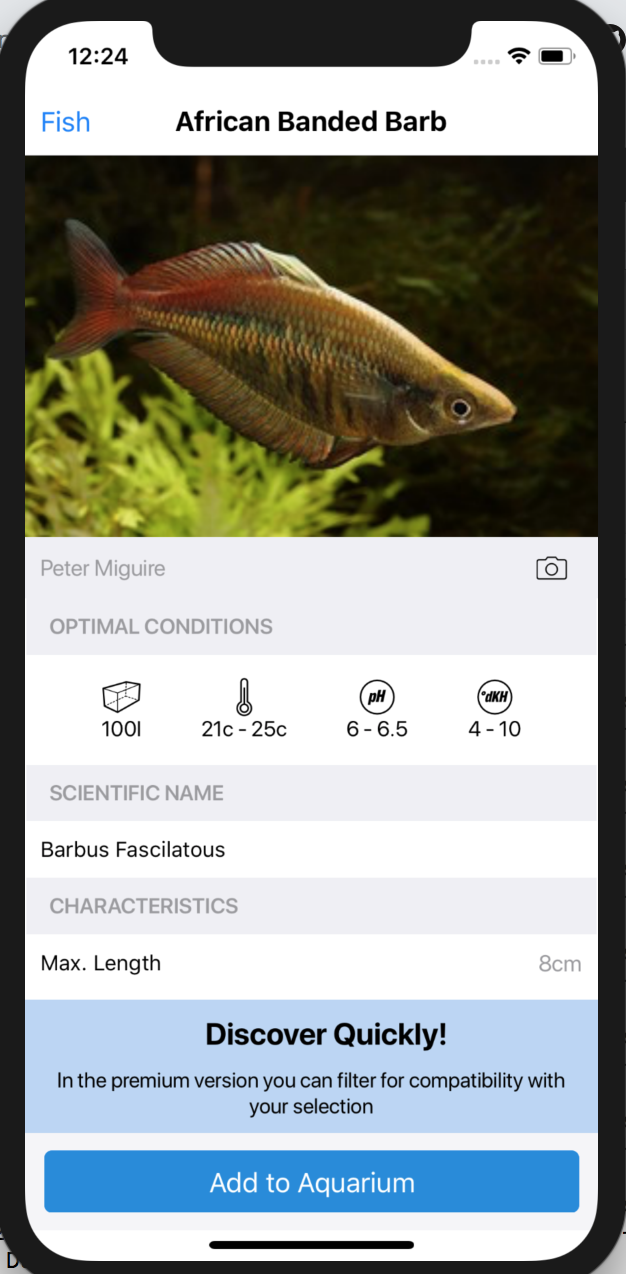 12:24
Fish
African Banded Barb
Peter Miguire
OPTIMAL CONDITIONS
pH
°dKH
100l
21c - 25c
6 - 6.5
4 - 10
SCIENTIFIC NAME
Barbus Fascilatous
CHARACTERISTICS
Max. Length
8cm
Discover Quickly!
In the premium version you can filter for compatibility with
your selection
Add to Aquarium